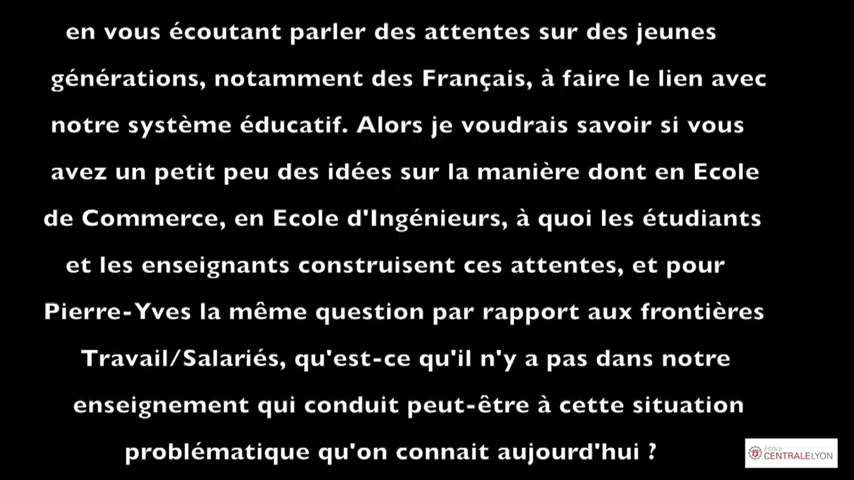 en vous écoutant parler des attentes sur des jeunes
générations, notamment des Français, à faire le lien avec
notre système éducatif. Alors je voudrais savoir si vous
avez un petit peu des idées sur la manière dont en Ecole
de Commerce, en Ecole d'Ingénieurs, à quoi les étudiants
et les enseignants construisent ces attentes, et pour
Pierre-Yves la même question par rapport aux frontières
Travail/Salariés, qu'est-ce qu'il n'y a pas dans notre
enseignement qui conduit peut-être à cette situation
problématique qu'on connait aujourd'hui ?
ÉCOLE
CENTRALELYON